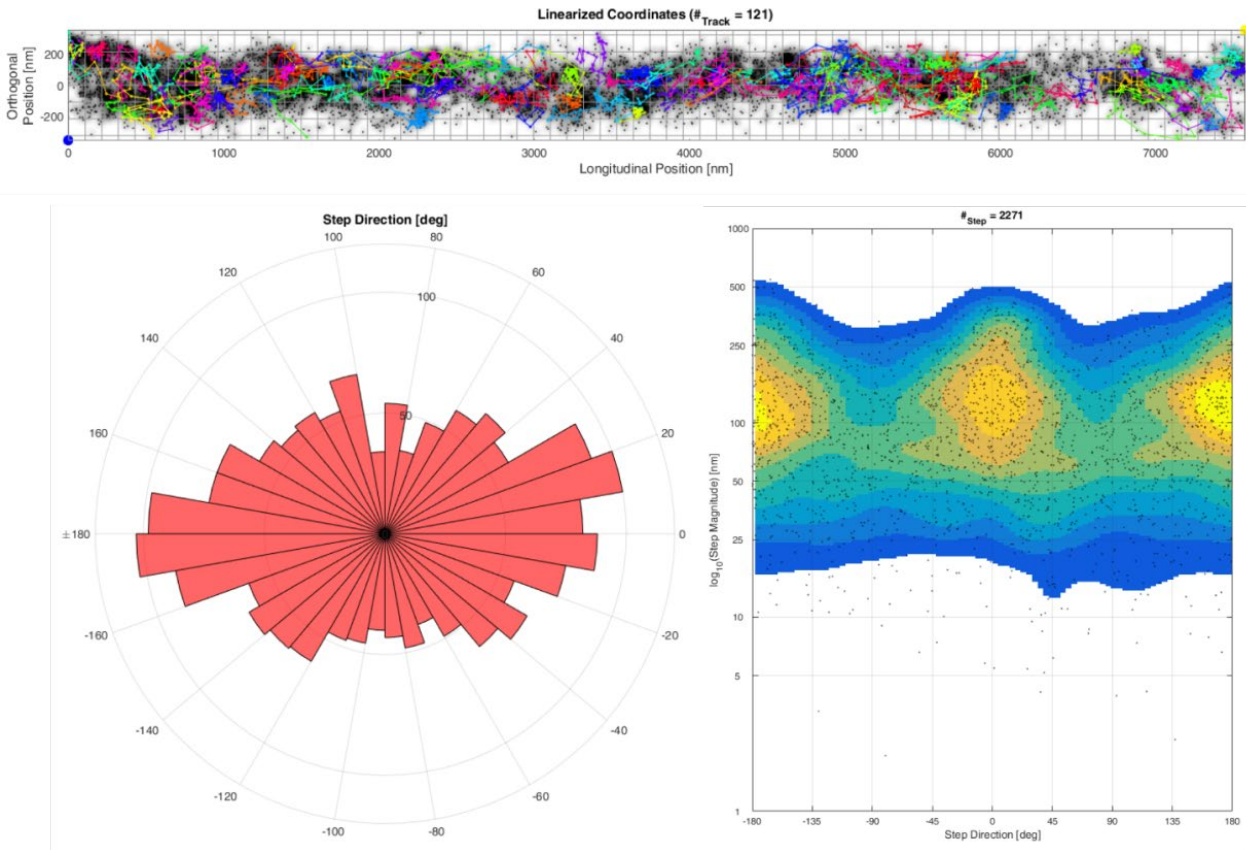 Linearized Coordinates (#Track = 121)
Orthogonal
Position [nm]
200
0
-200
0 1000 2000 3000 4000 5000 6000 7000
Longitudinal Position [nm]
Step Direction [deg]
100 80
120 60
140 40
160 20
±180 0
-160 -20
-140 -40
-120 -60
-100 -80
100
50
#Step = 2271
log10(Step Magnitude) [nm]
1000
500
250
100
50
25
10
5
1
-180 -135 -90 -45 0 45 90 135 180
Step Direction [deg]